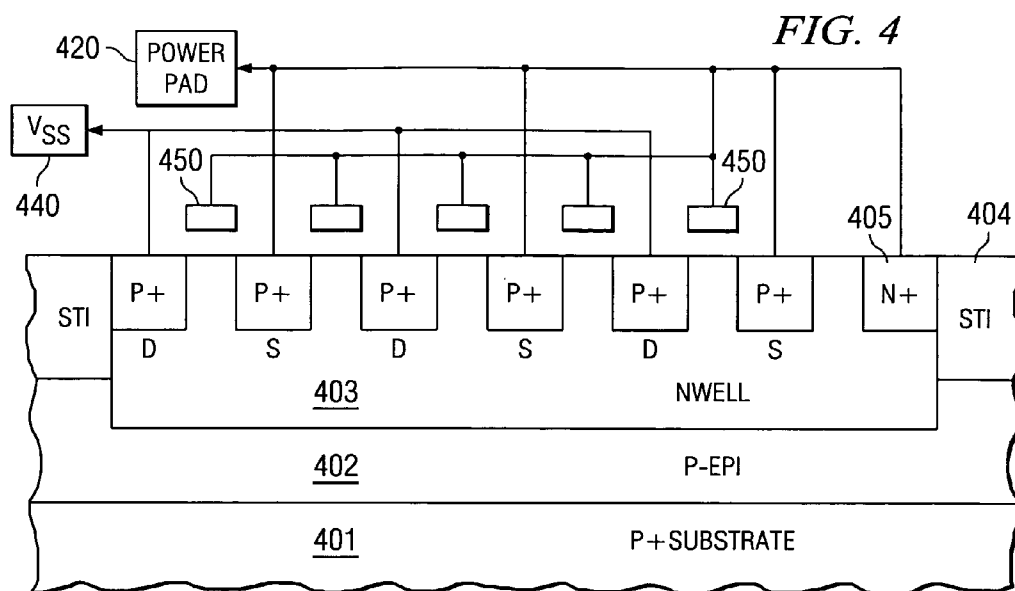 FIG. 4
420
POWER
PAD
VSS
440
450
450
405
404
STI
P+
P+
P+
P+
P+
P+
N+
STI
D
S
D
S
D
S
403
NWELL
402
P-EPI
401
P+SUBSTRATE